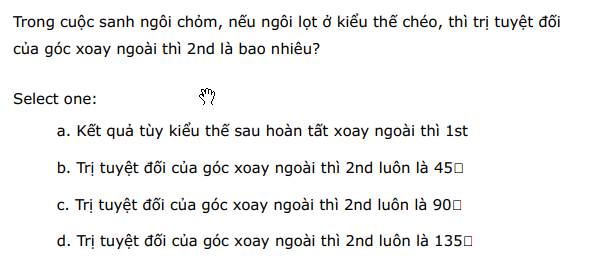 Trong cuộc sanh ngôi chỏm, nếu ngôi lọt ở kiểu thế chéo, thì trị tuyệt đối
của góc xoay ngoài thì 2nd là bao nhiêu?
Select one:
a. Kết quả tùy kiểu thế sau hoàn tất xoay ngoài thì 1st
b. Trị tuyệt đối của góc xoay ngoài thì 2nd luôn là 45□
c. Trị tuyệt đối của góc xoay ngoài thì 2nd luôn là 90□
d. Trị tuyệt đối của góc xoay ngoài thì 2nd luôn là 135□